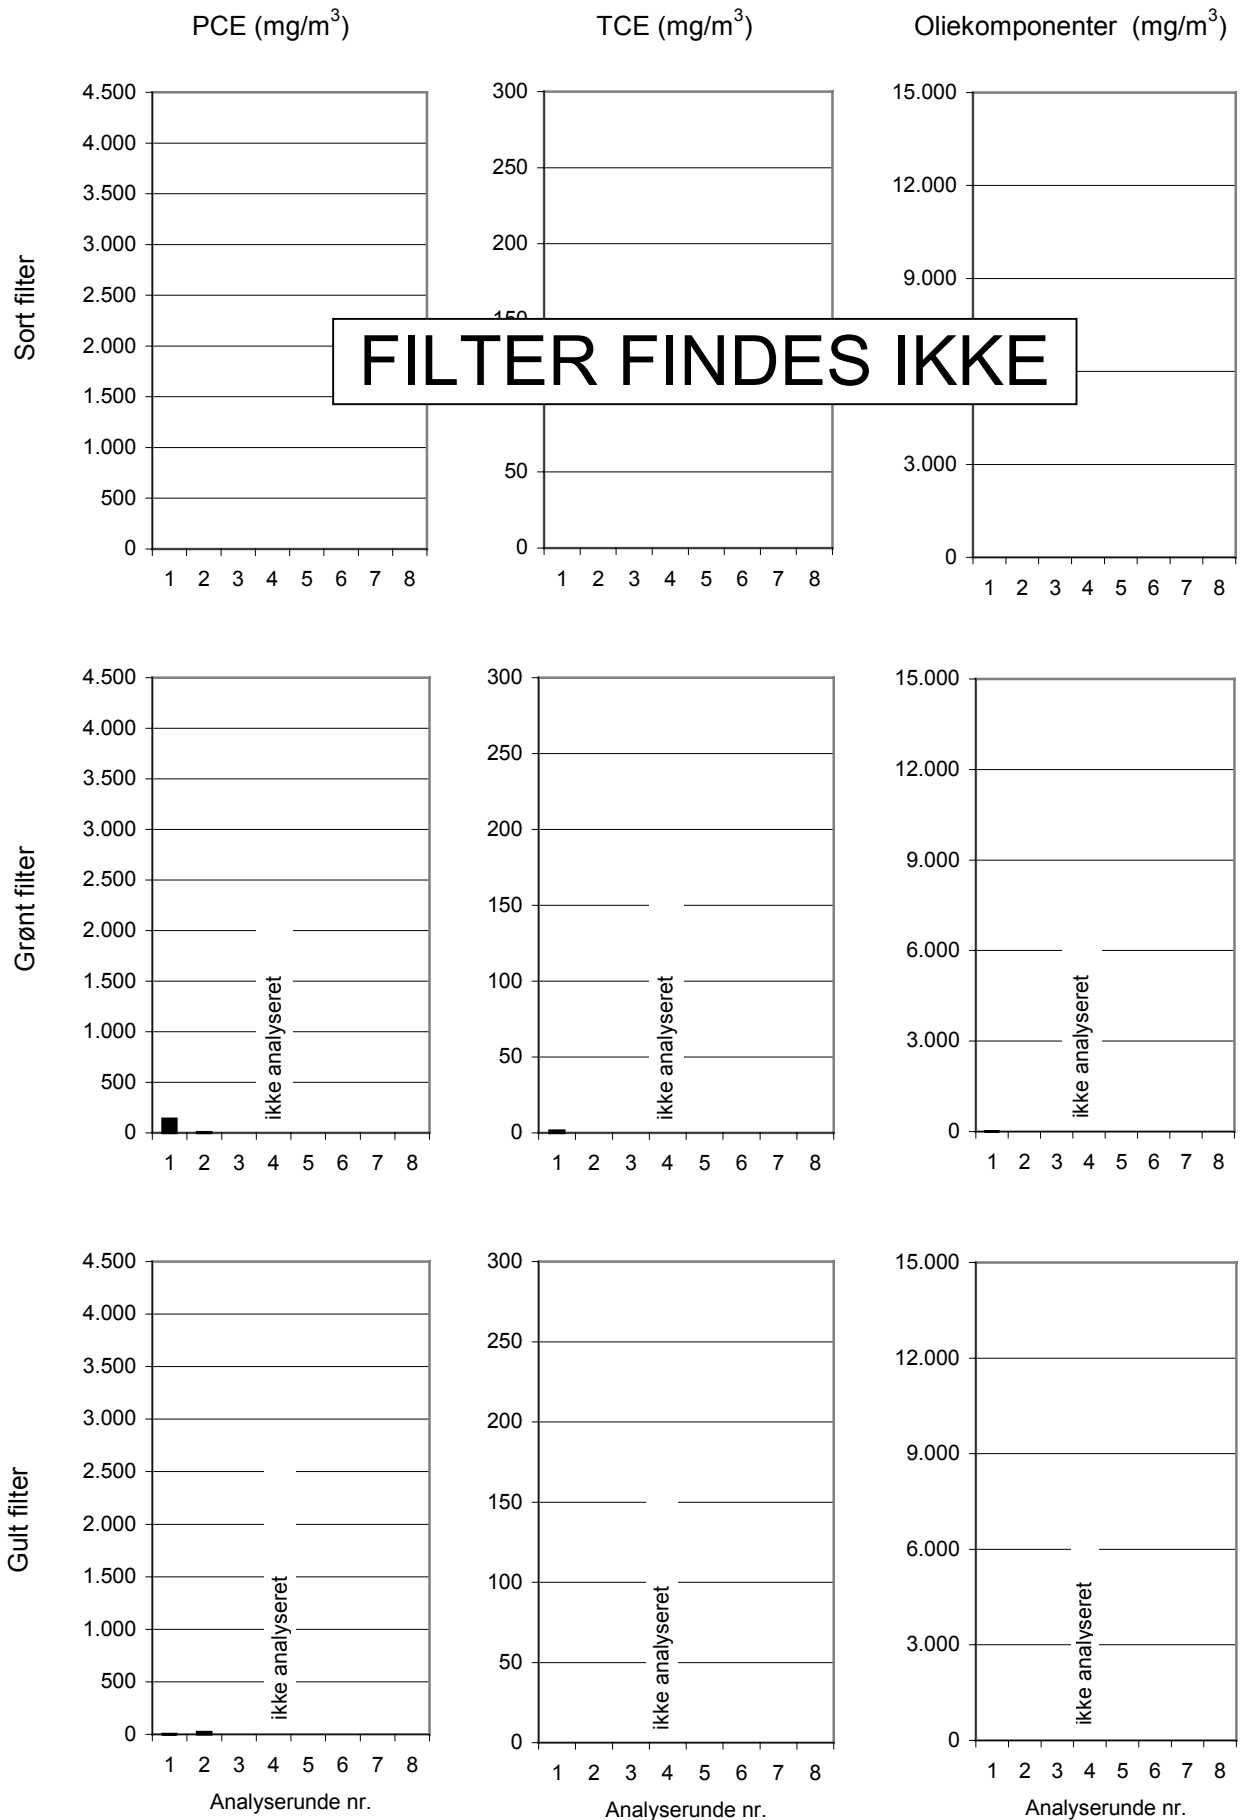 PCE (mg/m³)
TCE (mg/m³)
Oliekomponenter (mg/m³)
Sort filter
4.500
4.000
3.500
3.000
2.500
2.000
1.500
1.000
500
0
1 2 3 4 5 6 7 8
300
250
200
150
50
0
1 2 3 4 5 6 7 8
15.000
12.000
9.000
3.000
0
1 2 3 4 5 6 7 8
FILTER FINDES IKKE
Grønt filter
4.500
4.000
3.500
3.000
2.500
2.000
1.500
1.000
500
0
ikke analyseret
1 2 3 4 5 6 7 8
300
250
200
150
100
50
0
ikke analyseret
1 2 3 4 5 6 7 8
15.000
12.000
9.000
6.000
3.000
0
ikke analyseret
1 2 3 4 5 6 7 8
Gult filter
4.500
4.000
3.500
3.000
2.500
2.000
1.500
1.000
500
0
ikke analyseret
1 2 3 4 5 6 7 8
Analyserunde nr.
300
250
200
150
100
50
0
ikke analyseret
1 2 3 4 5 6 7 8
Analyserunde nr.
15.000
12.000
9.000
6.000
3.000
0
ikke analyseret
1 2 3 4 5 6 7 8
Analyserunde nr.